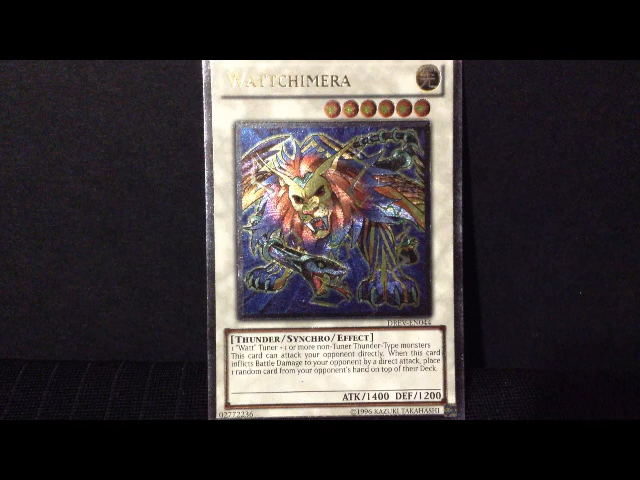 WATTCHIMERA
光
DREV-EN044
[THUNDER/SYNCHRO/EFFECT]
1 "Watt" Tuner + 1 or more non-Tuner Thunder-Type monsters
This card can attack your opponent directly. When this card
inflicts Battle Damage to your opponent by a direct attack, place
1 random card from your opponent's hand on top of their Deck.
ATK/1400 DEF/1200
02772236 ©1996 KAZUKI TAKAHASHI